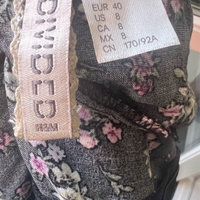 DIVIDED
H&M
EUR 40
US 8
CA 8
MX 8
CN 170/92A